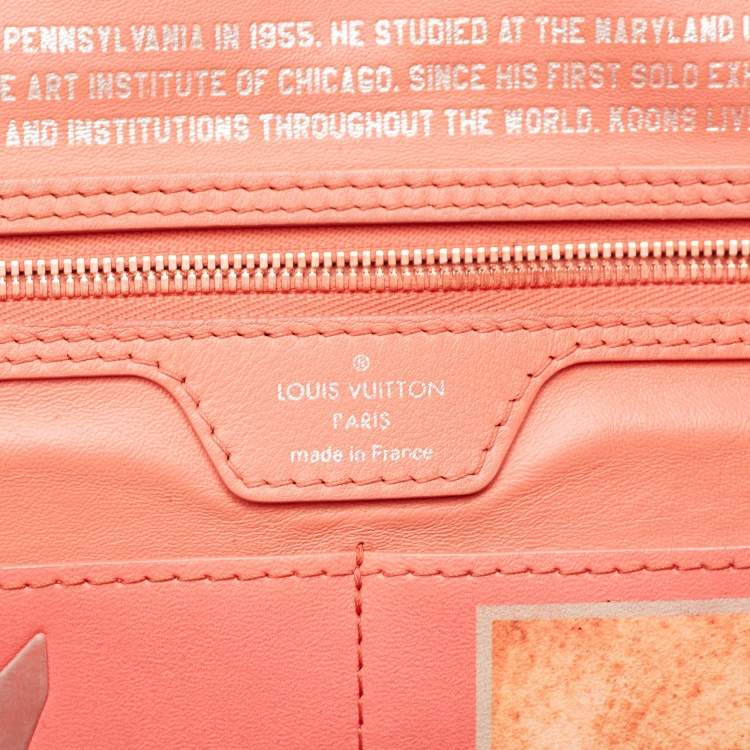 PENNSYLVANIA IN 1955. HE STUDIED AT THE MARYLAND
ART INSTITUTE OF CHICAGO. SINCE HIS FIRST SOLO
AND INSTITUTIONS THROUGHOUT THE WORLD. KOONS
®
LOUIS VUITTON
PARIS
made in France